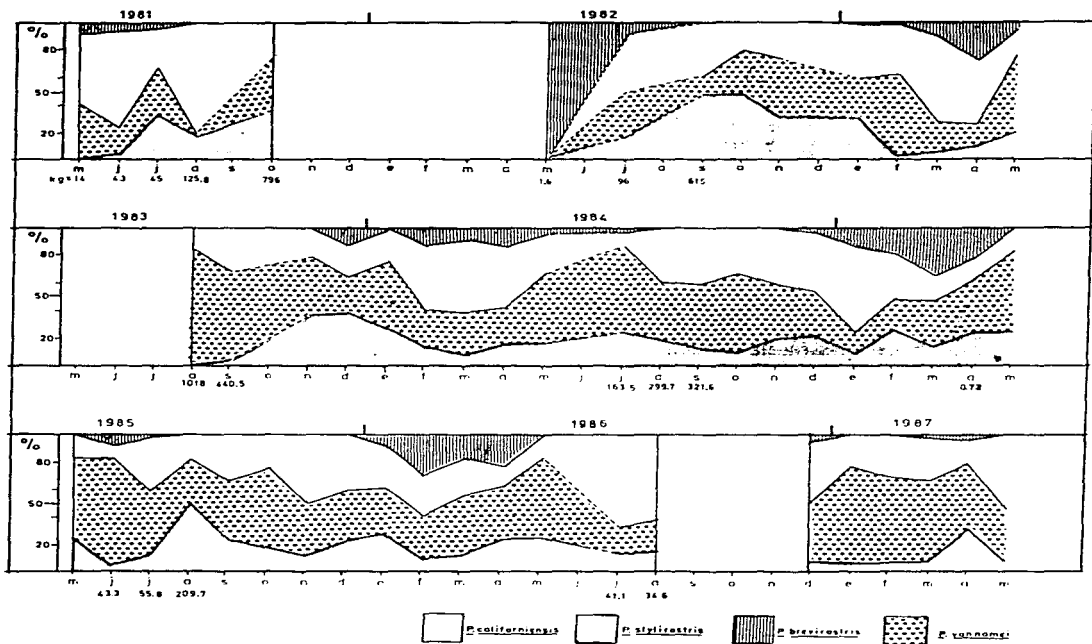 1981 1982
% 80 50 20
m j j a s o n d e f m a m j j a s o n d e f m a m
kgs=14 43 45 125.8 796 1.6 96 615
1983 1984
% 80 50 20
m j j a s o n d e f m a m j j a s o n d e f m a m
1018 440.5 163.5 299.7 321.6 0.72
1985 1986 1987
% 80 50 20
m j j a s o n d e f m a m j j a s o n d e f m a m
43.3 55.8 209.7 41.1 34.6
P. californiensis P. stylirostris P. brevirostris P. vannamei